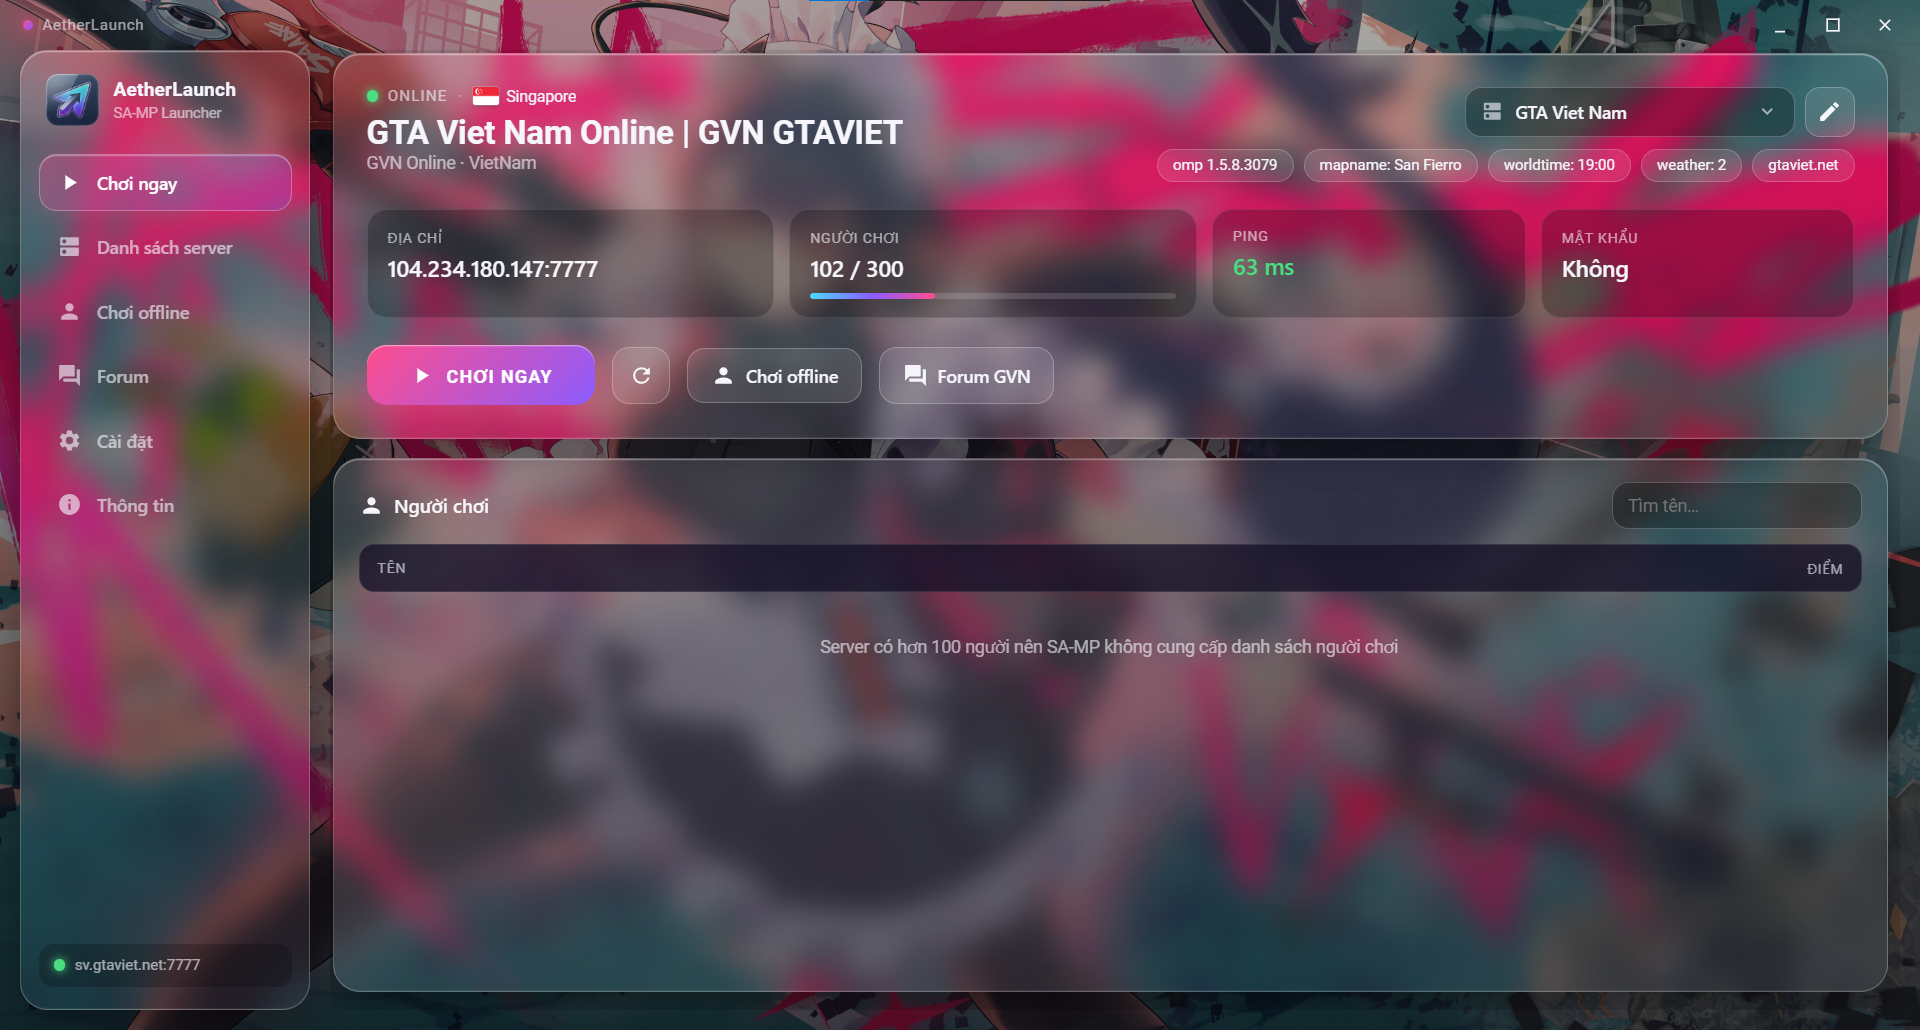 AetherLaunch
AetherLaunch
SA-MP Launcher
Chơi ngay
Danh sách server
Chơi offline
Forum
Cài đặt
Thông tin
sv.gtaviet.net:7777
ONLINE · Singapore
GTA Viet Nam Online | GVN GTAVIET
GVN Online · VietNam
GTA Viet Nam
omp 1.5.8.3079
mapname: San Fierro
worldtime: 19:00
weather: 2
gtaviet.net
ĐỊA CHỈ
104.234.180.147:7777
NGƯỜI CHƠI
102 / 300
PING
63 ms
MẬT KHẨU
Không
CHƠI NGAY
Chơi offline
Forum GVN
Người chơi
Tìm tên...
TÊN
ĐIỂM
Server có hơn 100 người nên SA-MP không cung cấp danh sách người chơi